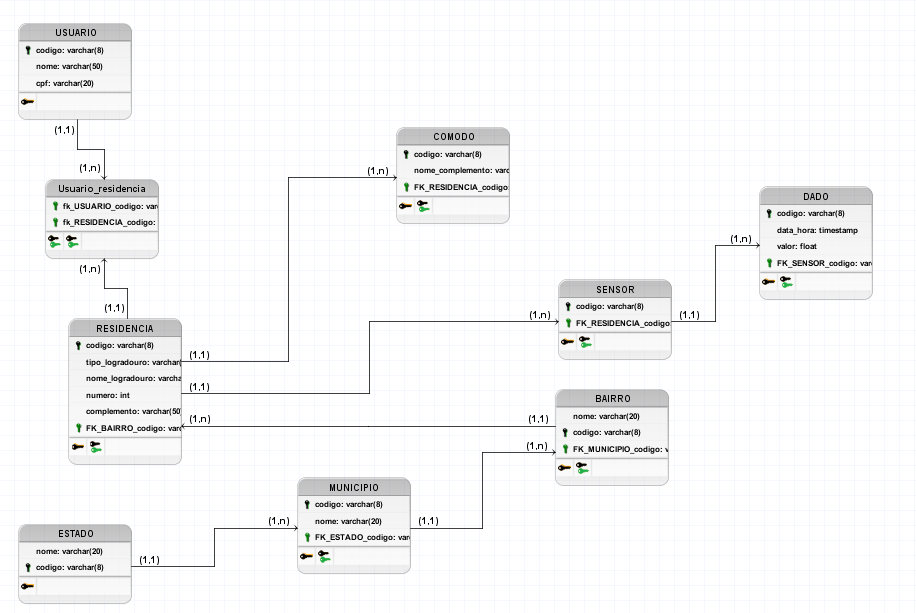 USUARIO
codigo: varchar(8)
nome: varchar(50)
cpf: varchar(20)
(1,1)
(1,n)
Usuario_residencia
fk_USUARIO_codigo: var
fk_RESIDENCIA_codigo:
(1,n)
(1,1)
RESIDENCIA
codigo: varchar(8)
tipo_logradouro: varchar(
nome_logradouro: varcha
numero: int
complemento: varchar(50)
FK_BAIRRO_codigo: varc
(1,1)
(1,1)
(1,n)
(1,n)
COMODO
codigo: varchar(8)
nome_complemento: varc
FK_RESIDENCIA_codigo:
(1,n)
SENSOR
codigo: varchar(8)
FK_RESIDENCIA_codigo:
(1,1)
(1,n)
DADO
codigo: varchar(8)
data_hora: timestamp
valor: float
FK_SENSOR_codigo: varc
(1,1)
(1,n)
BAIRRO
nome: varchar(20)
codigo: varchar(8)
FK_MUNICIPIO_codigo: v
MUNICIPIO
codigo: varchar(8)
nome: varchar(20)
FK_ESTADO_codigo: varc
(1,1)
(1,n)
ESTADO
nome: varchar(20)
codigo: varchar(8)
(1,1)